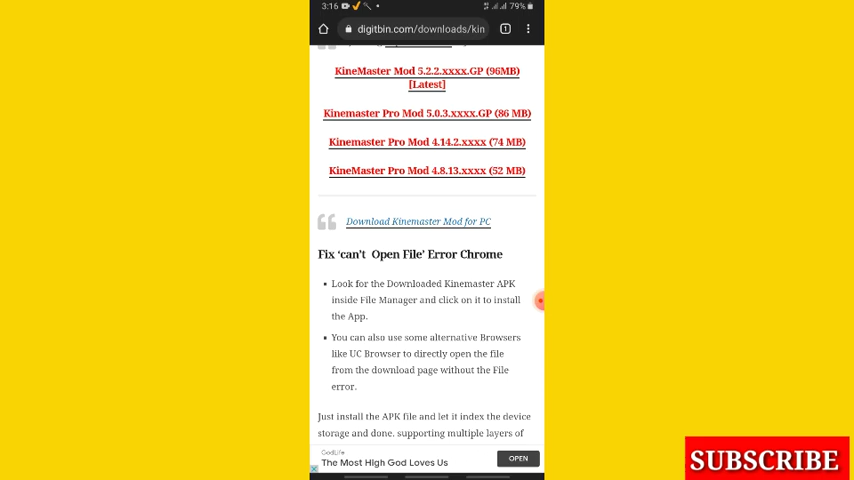 3:16 79%
digitbin.com/downloads/kin 1
KineMaster Mod 5.2.2.xxxx.GP (96MB)
[Latest]
Kinemaster Pro Mod 5.0.3.xxxx.GP (86 MB)
Kinemaster Pro Mod 4.14.2.xxxx (74 MB)
KineMaster Pro Mod 4.8.13.xxxx (52 MB)
Download Kinemaster Mod for PC
Fix ‘can’t Open File’ Error Chrome
• Look for the Downloaded Kinemaster APK
inside File Manager and click on it to install
the App.
• You can also use some alternative Browsers
like UC Browser to directly open the file
from the download page without the File
error.
Just install the APK file and let it index the device
storage and done. supporting multiple layers of
GodLife
The Most High God Loves Us
OPEN
SUBSCRIBE